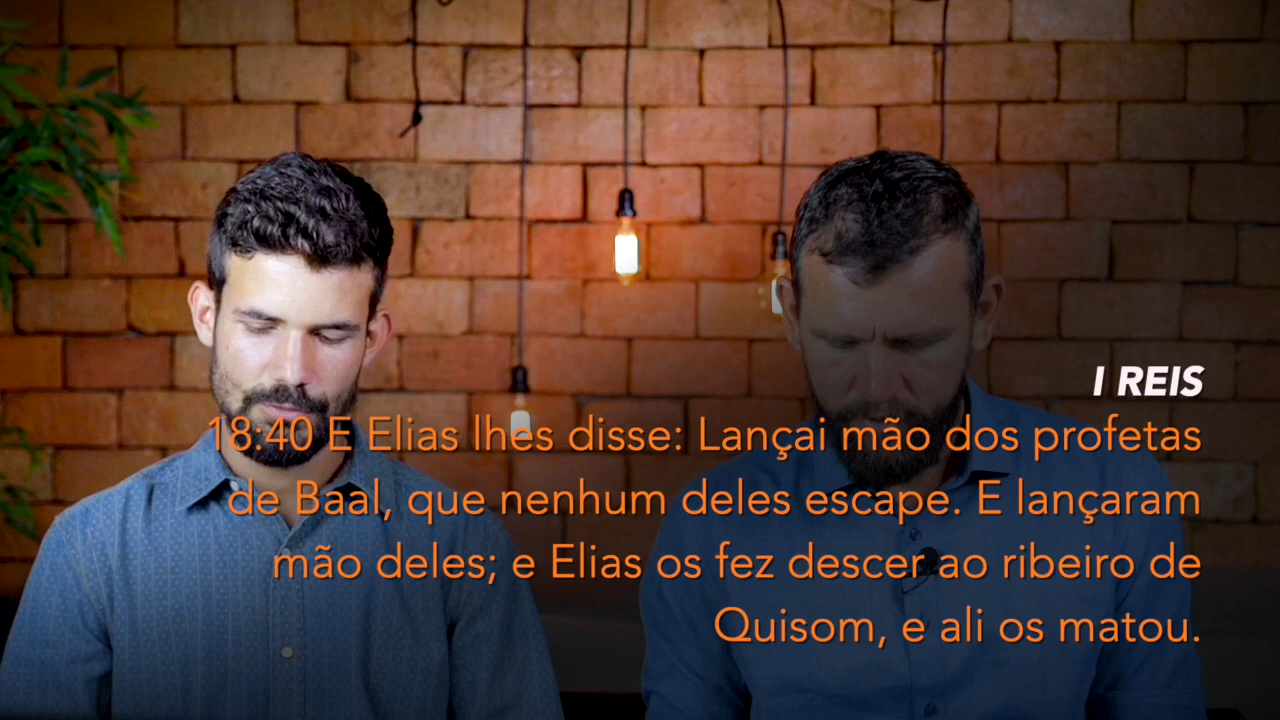 I REIS
18:40 E Elias lhes disse: Lançai mão dos profetas
de Baal, que nenhum deles escape. E lançaram
mão deles; e Elias os fez descer ao ribeiro de
Quisom, e ali os matou.